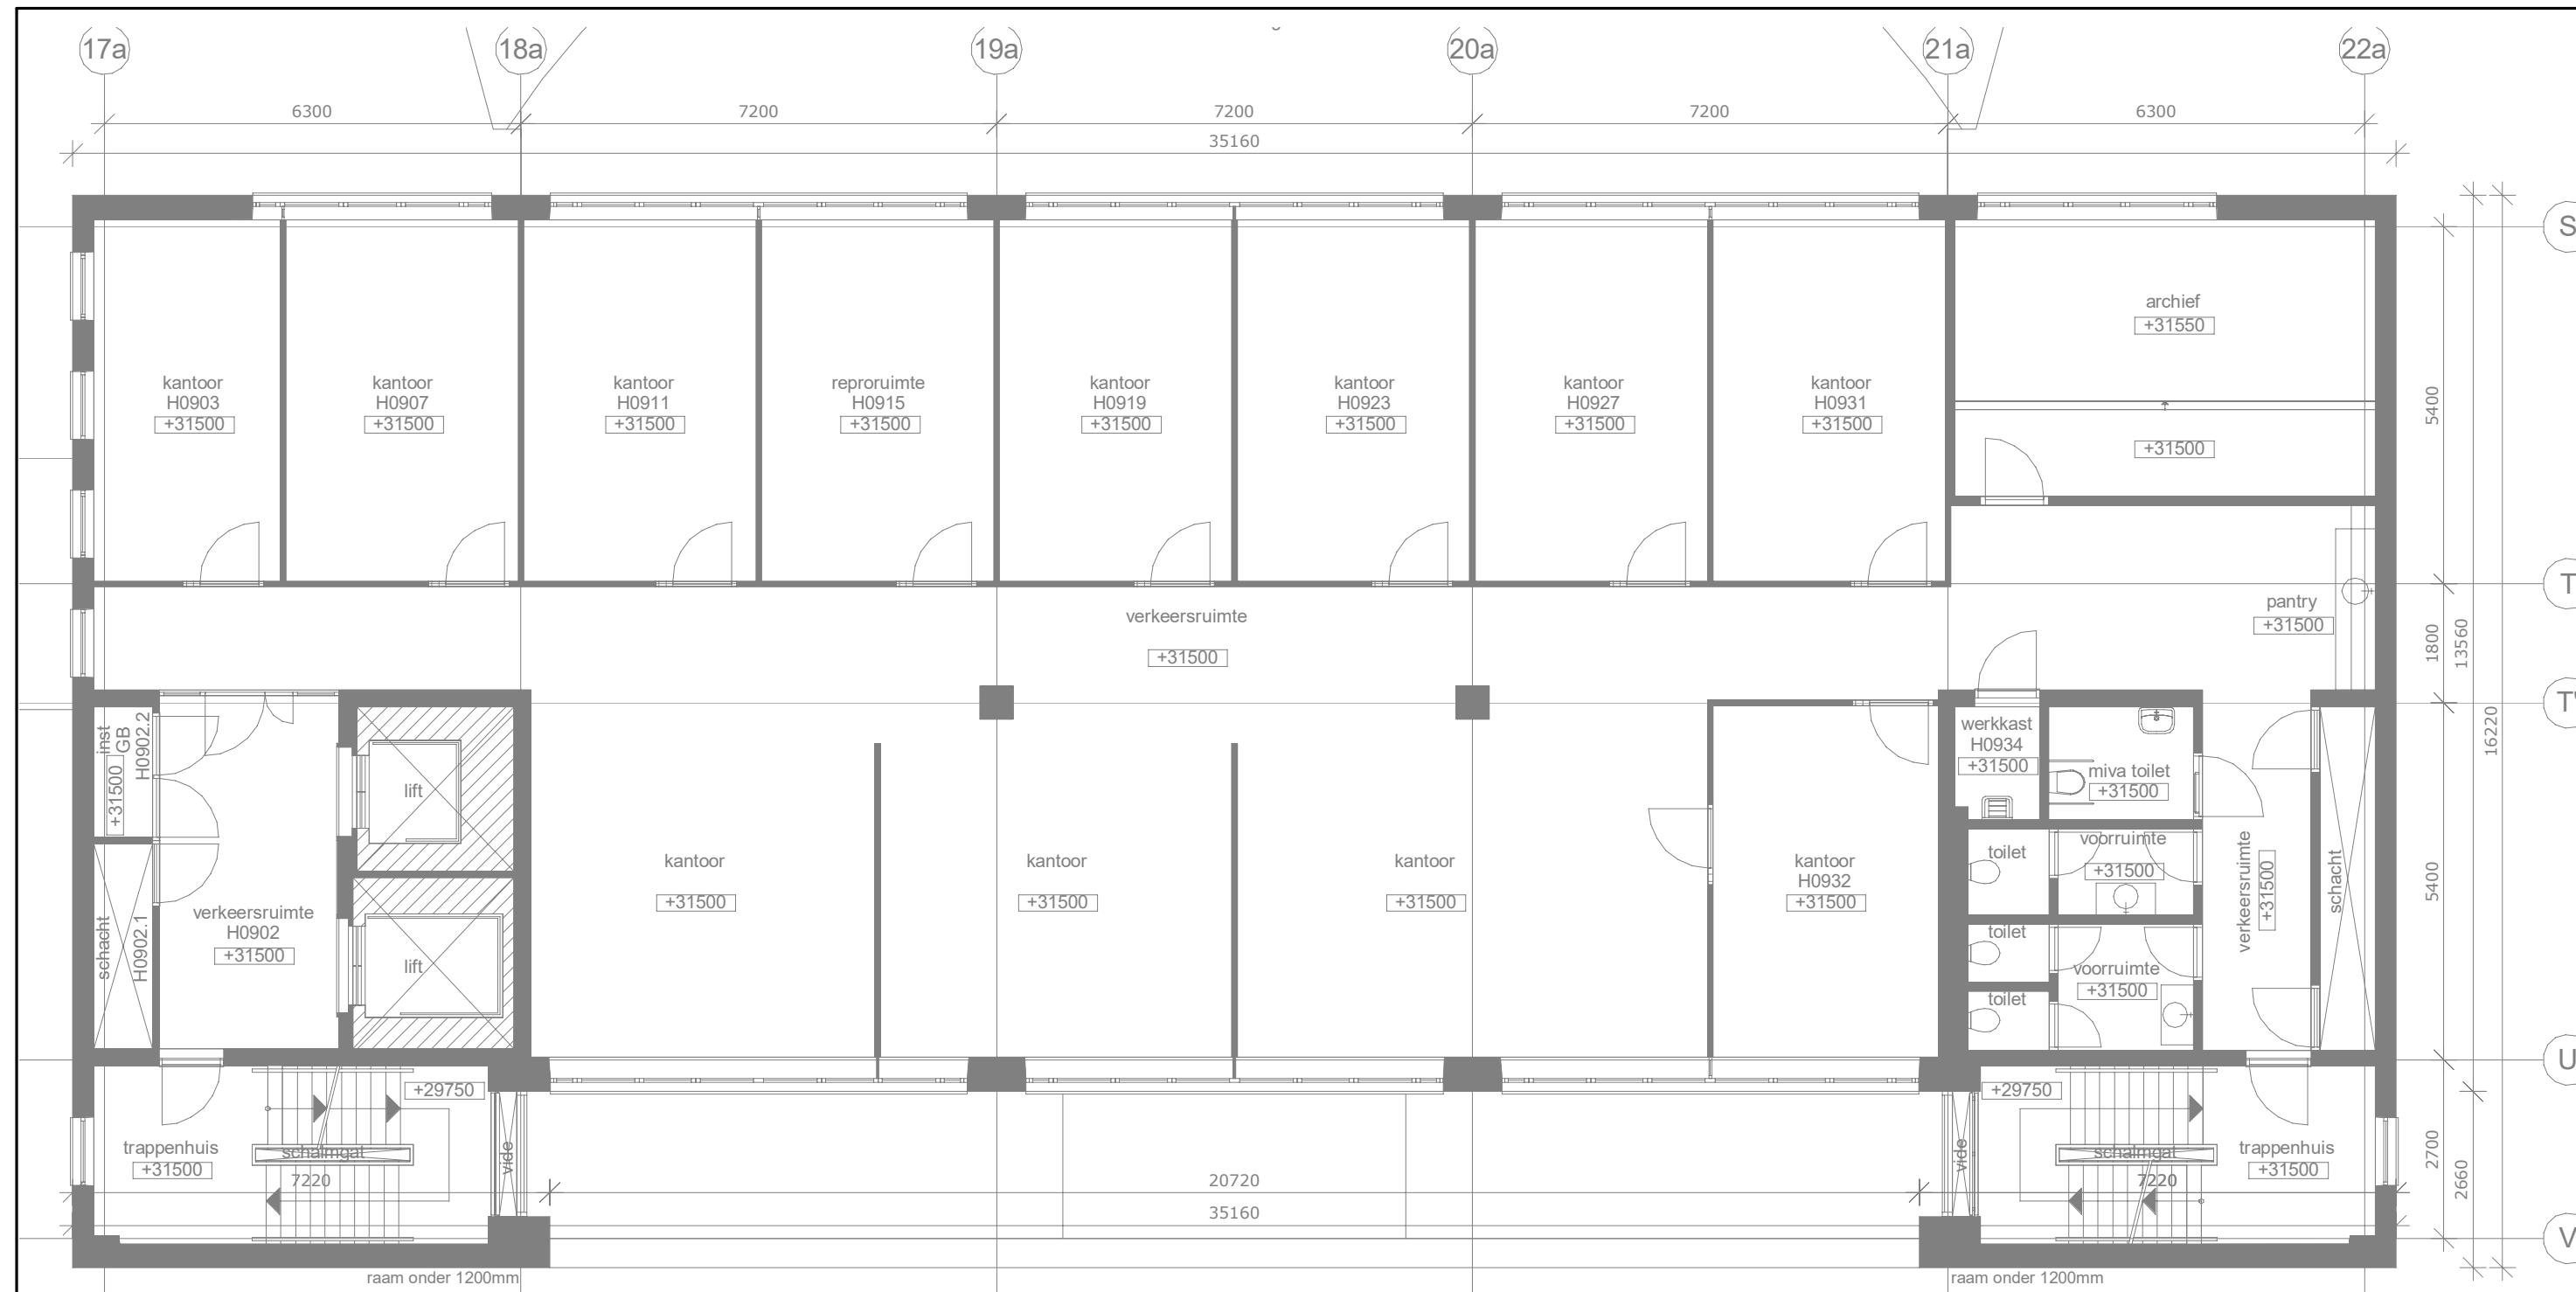 17a
18a
19a
20a
21a
22a
6300
7200
7200
7200
6300
35160
S
archief
+31550
kantoor
H0903
+31500
kantoor
H0907
+31500
kantoor
H0911
+31500
reproruimte
H0915
+31500
kantoor
H0919
+31500
kantoor
H0923
+31500
kantoor
H0927
+31500
kantoor
H0931
+31500
+31500
5400
T
verkeersruimte
+31500
pantry
+31500
1800
13560
16220
inst
GB
H0902.2
+31500
lift
werkkast
H0934
+31500
miva toilet
+31500
kantoor
+31500
kantoor
+31500
kantoor
+31500
kantoor
H0932
+31500
toilet
voorruimte
+31500
verkeersruimte
+31500
schacht
5400
schacht
H0902.1
verkeersruimte
H0902
+31500
lift
toilet
voorruimte
+31500
toilet
U
+29750
+29750
trappenhuis
+31500
schalmgat
7220
vide
20720
35160
vide
schalmgat
7220
trappenhuis
+31500
2700
2660
V
raam onder 1200mm
raam onder 1200mm